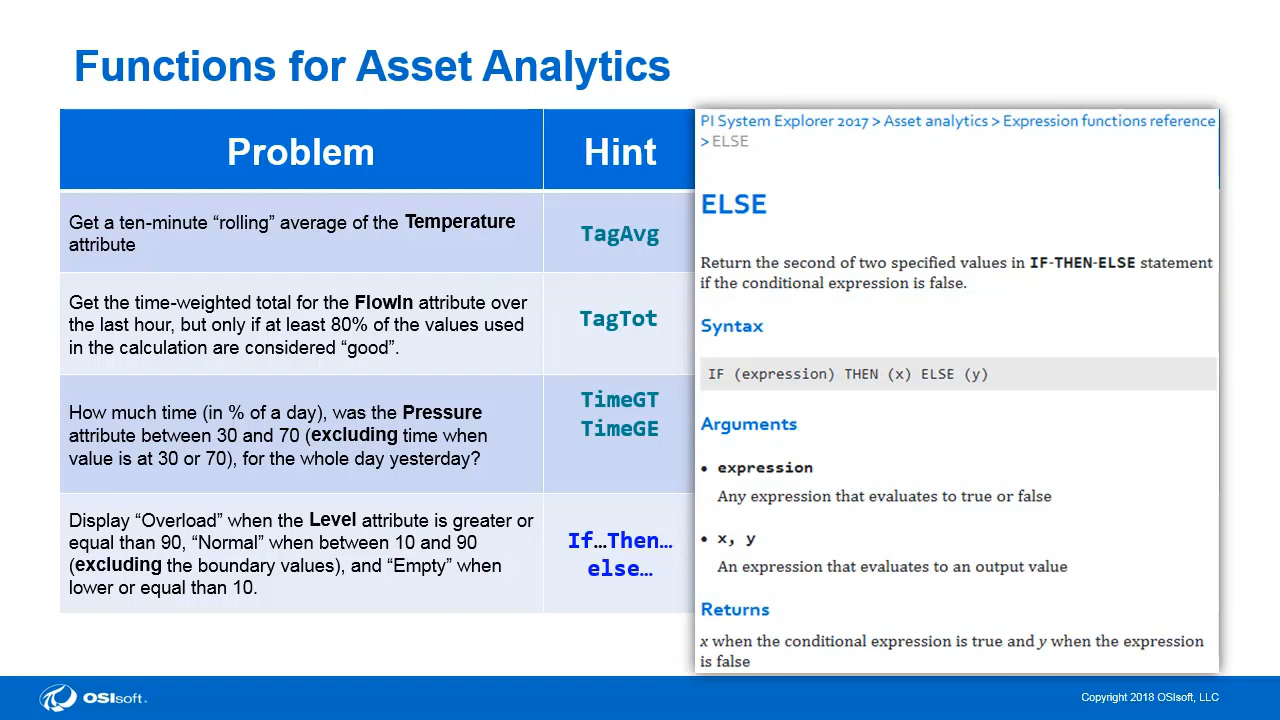 Functions for Asset Analytics
Problem
Hint
Get a ten-minute “rolling” average of the Temperature
attribute
TagAvg
Get the time-weighted total for the FlowIn attribute over
the last hour, but only if at least 80% of the values used
in the calculation are considered “good”.
TagTot
How much time (in % of a day), was the Pressure
attribute between 30 and 70 (excluding time when
value is at 30 or 70), for the whole day yesterday?
TimeGT
TimeGE
Display “Overload” when the Level attribute is greater or
equal than 90, “Normal” when between 10 and 90
(excluding the boundary values), and “Empty” when
lower or equal than 10.
If…Then…
else…
PI System Explorer 2017 > Asset analytics > Expression functions reference
> ELSE
ELSE
Return the second of two specified values in IF-THEN-ELSE statement
if the conditional expression is false.
Syntax
IF (expression) THEN (x) ELSE (y)
Arguments
• expression
Any expression that evaluates to true or false
• x, y
An expression that evaluates to an output value
Returns
x when the conditional expression is true and y when the expression
is false
OSIsoft.
Copyright 2018 OSIsoft, LLC